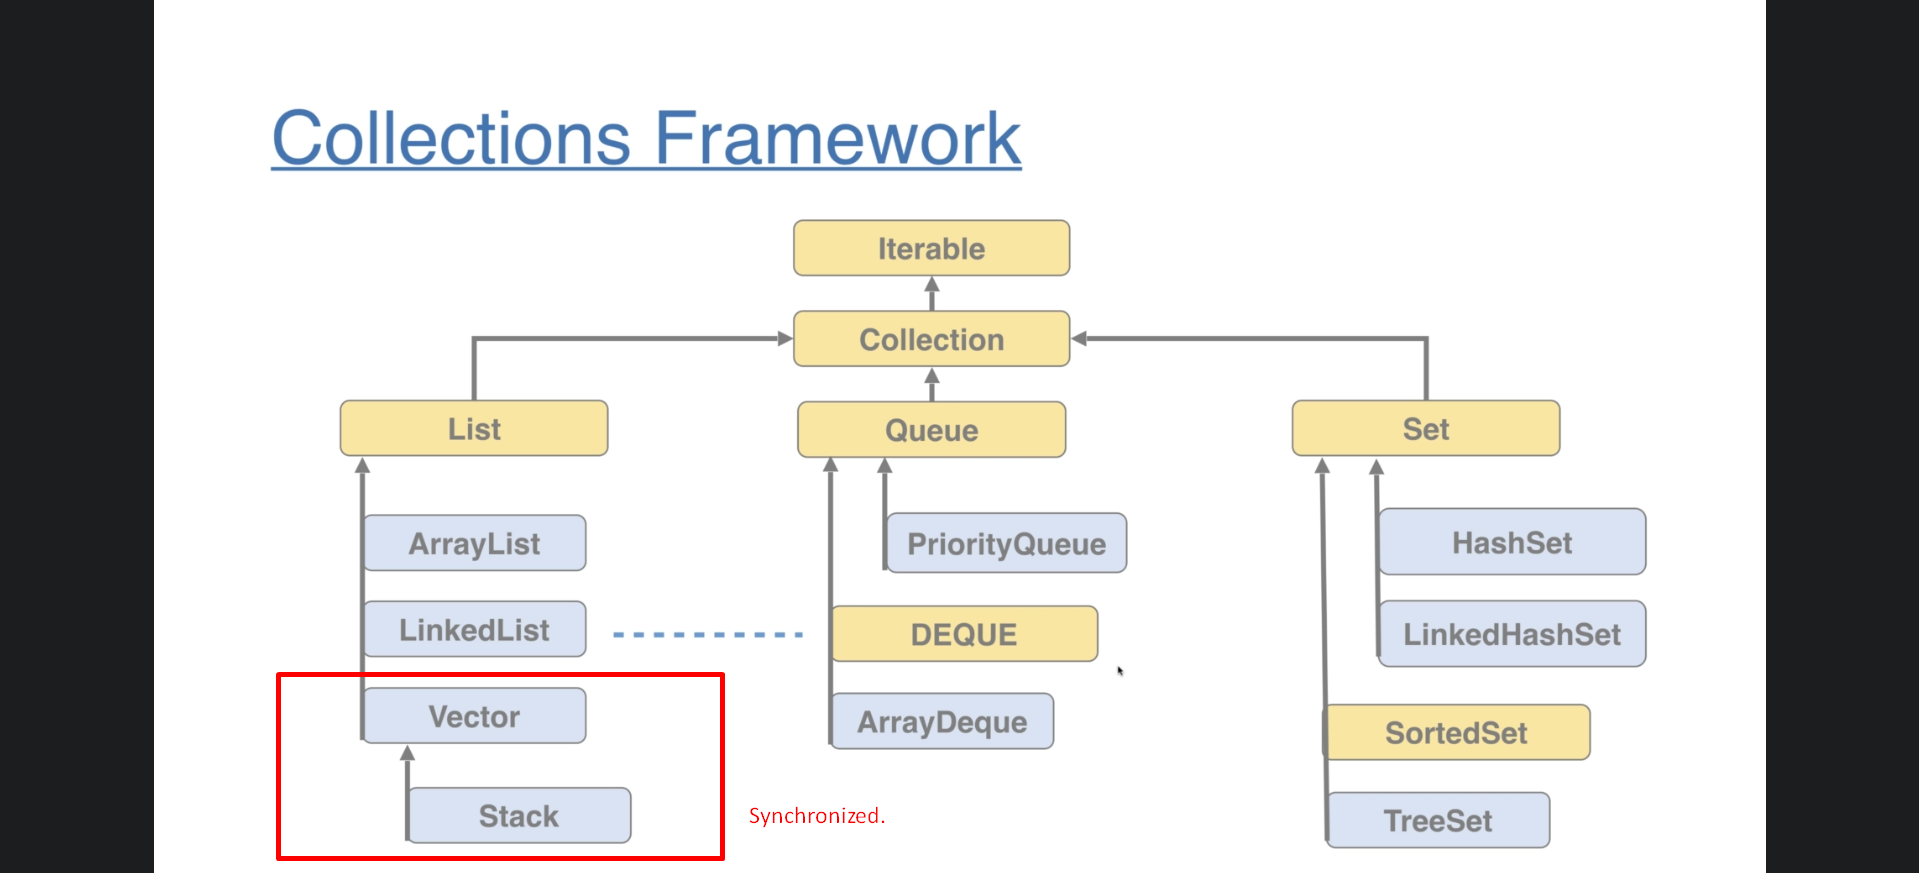 Collections Framework
Iterable
Collection
List
Queue
Set
ArrayList
PriorityQueue
HashSet
LinkedList
DEQUE
LinkedHashSet
Vector
ArrayDeque
SortedSet
Stack
Synchronized.
TreeSet